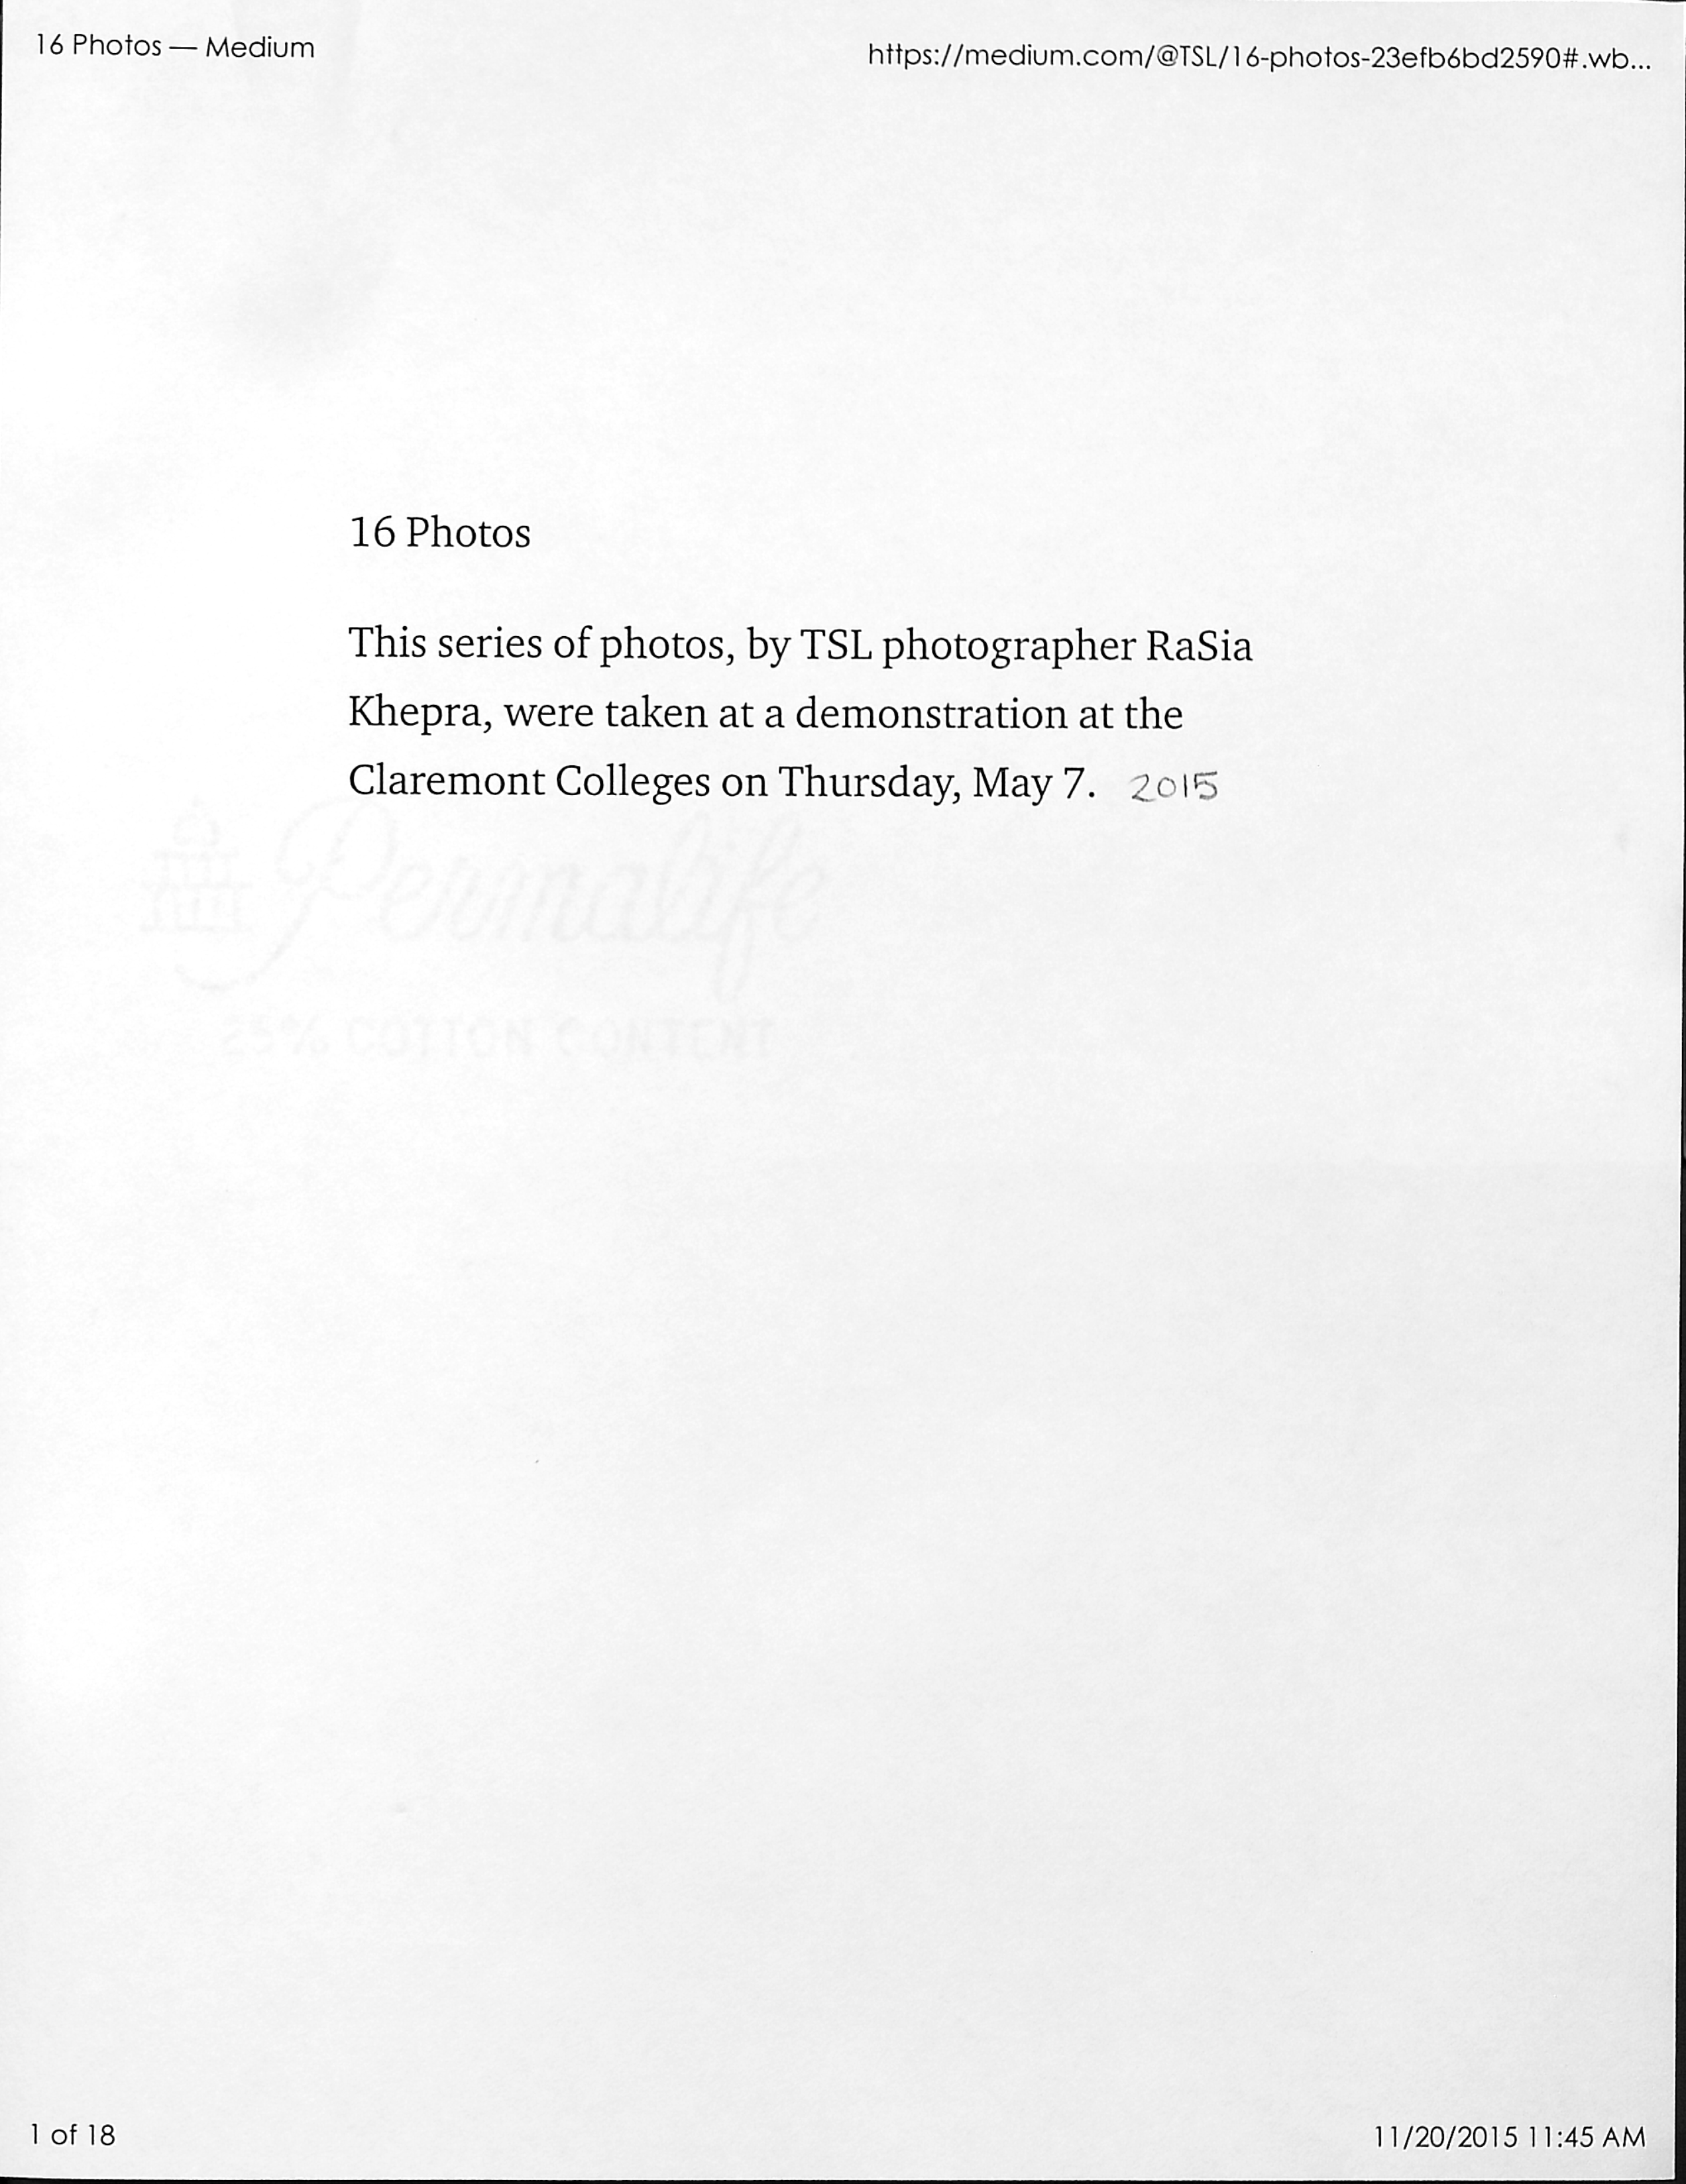 16 Photos — Medium
https://medium.com/@TSL/16-photos-23efb6bd2590#.wb...
16 Photos
This series of photos, by TSL photographer RaSia
Khepra, were taken at a demonstration at the
Claremont Colleges on Thursday, May 7. 2015
Permalife
25% COTTON CONTENT
1 of 18
11/20/2015 11:45 AM